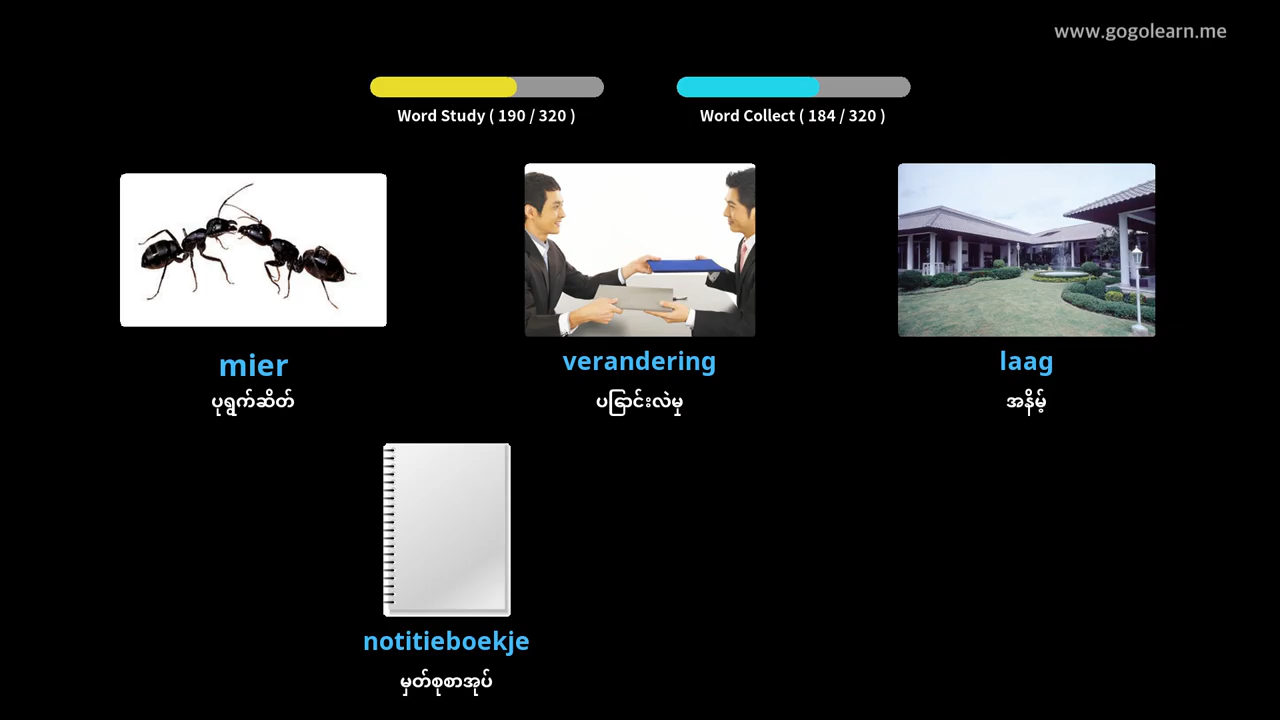 www.gogolearn.me
Word Study ( 190 / 320 )
Word Collect ( 184 / 320 )
mier
verandering
laag
ပုရွက်ဆိတ်
ပြောင်းလဲမှု
အနိမ့်
notitieboekje
မှတ်စုစာအုပ်